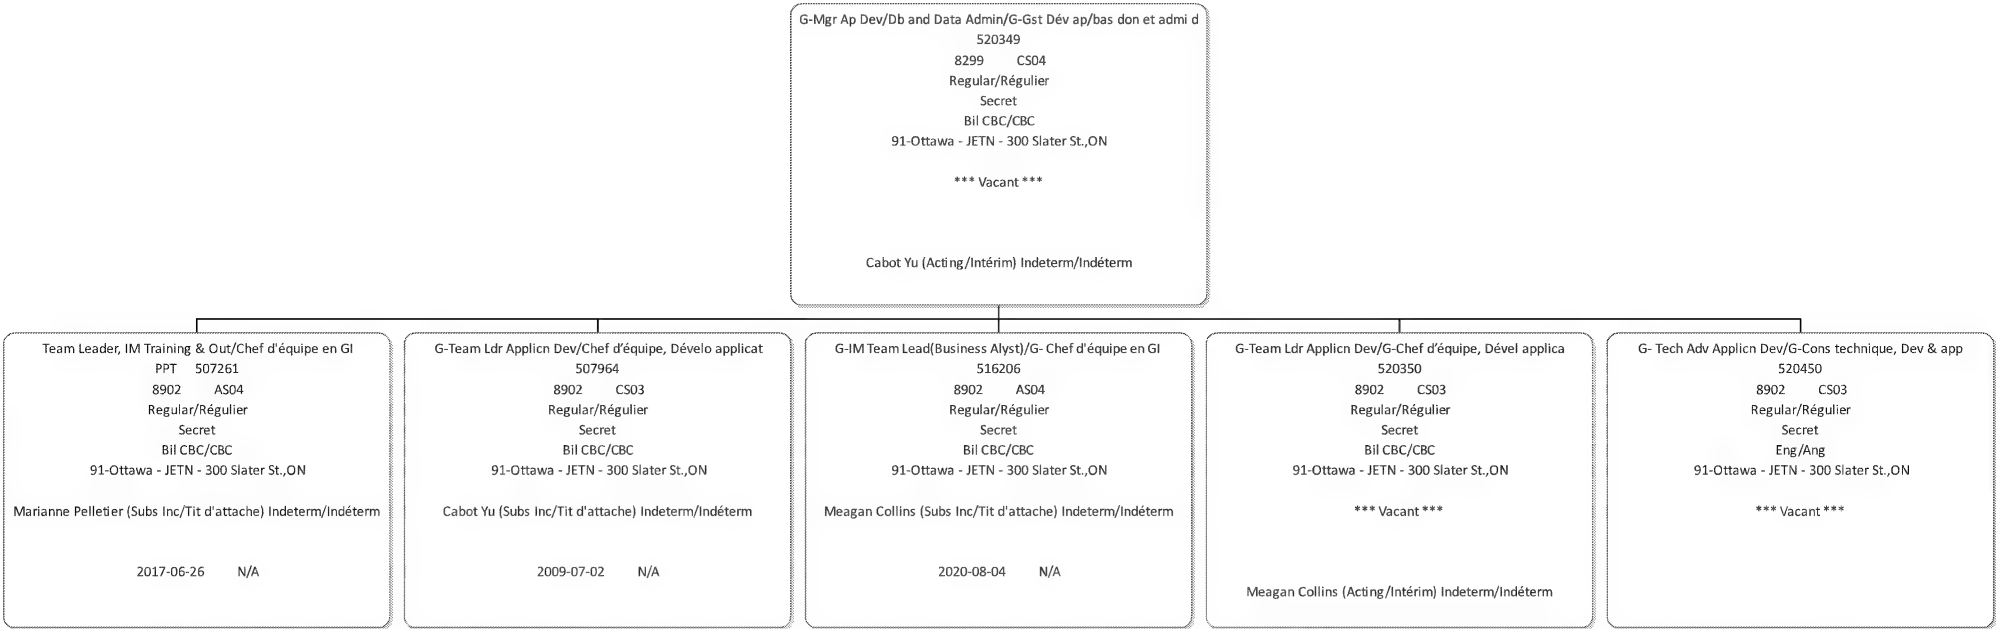 G-Mgr Ap Dev/Db and Data Admin/G-Gst Dév ap/bas don et admi d
520349
8299 CS04
Regular/Régulier
Secret
Bil CBC/CBC
91-Ottawa - JETN - 300 Slater St.,ON
*** Vacant ***
Cabot Yu (Acting/Intérim) Indeterm/Indéterm
Team Leader, IM Training & Out/Chef d'équipe en GI
PPT 507261
8902 AS04
Regular/Régulier
Secret
Bil CBC/CBC
91-Ottawa - JETN - 300 Slater St.,ON
Marianne Pelletier (Subs Inc/Tit d'attache) Indeterm/Indéterm
2017-06-26 N/A
G-Team Ldr Applicn Dev/Chef d’équipe, Dévelo applicat
507964
8902 CS03
Regular/Régulier
Secret
Bil CBC/CBC
91-Ottawa - JETN - 300 Slater St.,ON
Cabot Yu (Subs Inc/Tit d'attache) Indeterm/Indéterm
2009-07-02 N/A
G-IM Team Lead(Business Alyst)/G- Chef d'équipe en GI
516206
8902 AS04
Regular/Régulier
Secret
Bil CBC/CBC
91-Ottawa - JETN - 300 Slater St.,ON
Meagan Collins (Subs Inc/Tit d'attache) Indeterm/Indéterm
2020-08-04 N/A
G-Team Ldr Applicn Dev/G-Chef d’équipe, Dével applica
520350
8902 CS03
Regular/Régulier
Secret
Bil CBC/CBC
91-Ottawa - JETN - 300 Slater St.,ON
*** Vacant ***
Meagan Collins (Acting/Intérim) Indeterm/Indéterm
G- Tech Adv Applicn Dev/G-Cons technique, Dev & app
520450
8902 CS03
Regular/Régulier
Secret
Eng/Ang
91-Ottawa - JETN - 300 Slater St.,ON
*** Vacant ***